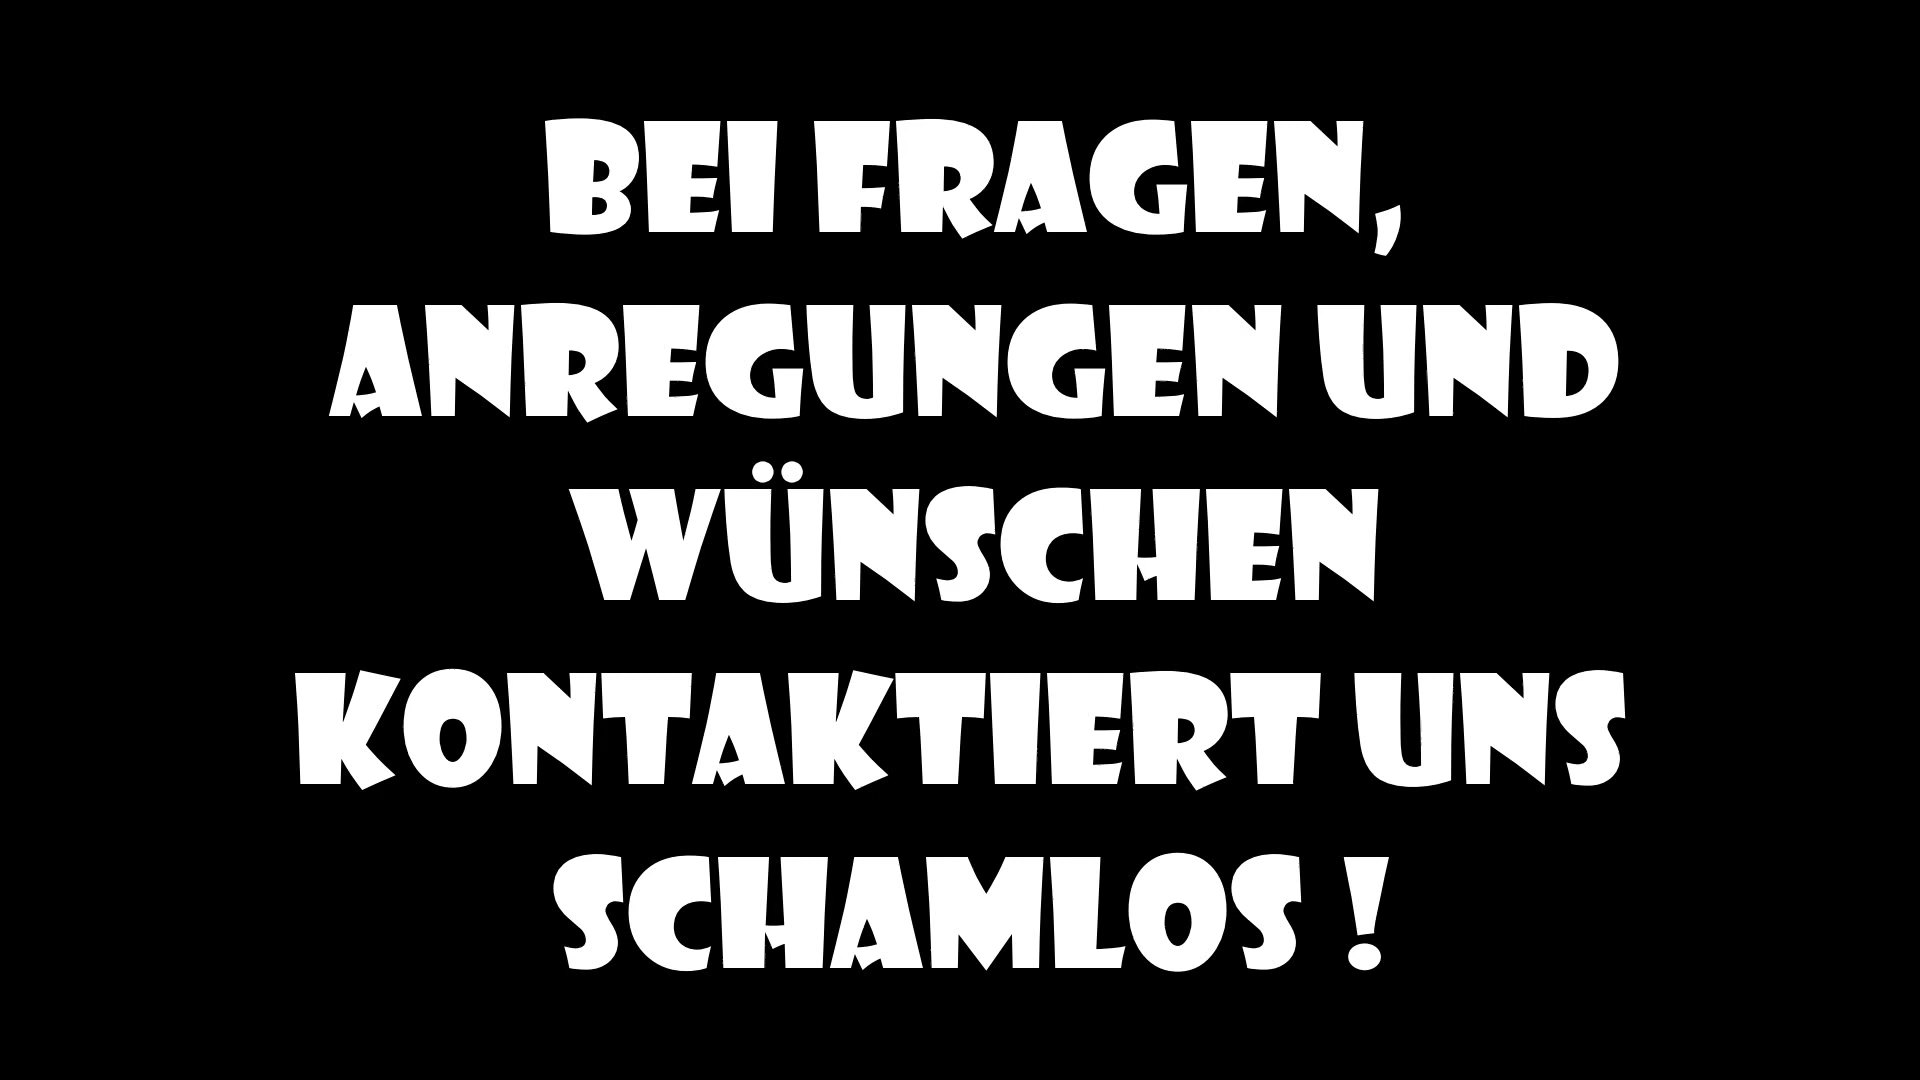 BEI FRAGEN,
ANREGUNGEN UND
WÜNSCHEN
KONTAKTIERT UNS
SCHAMLOS !